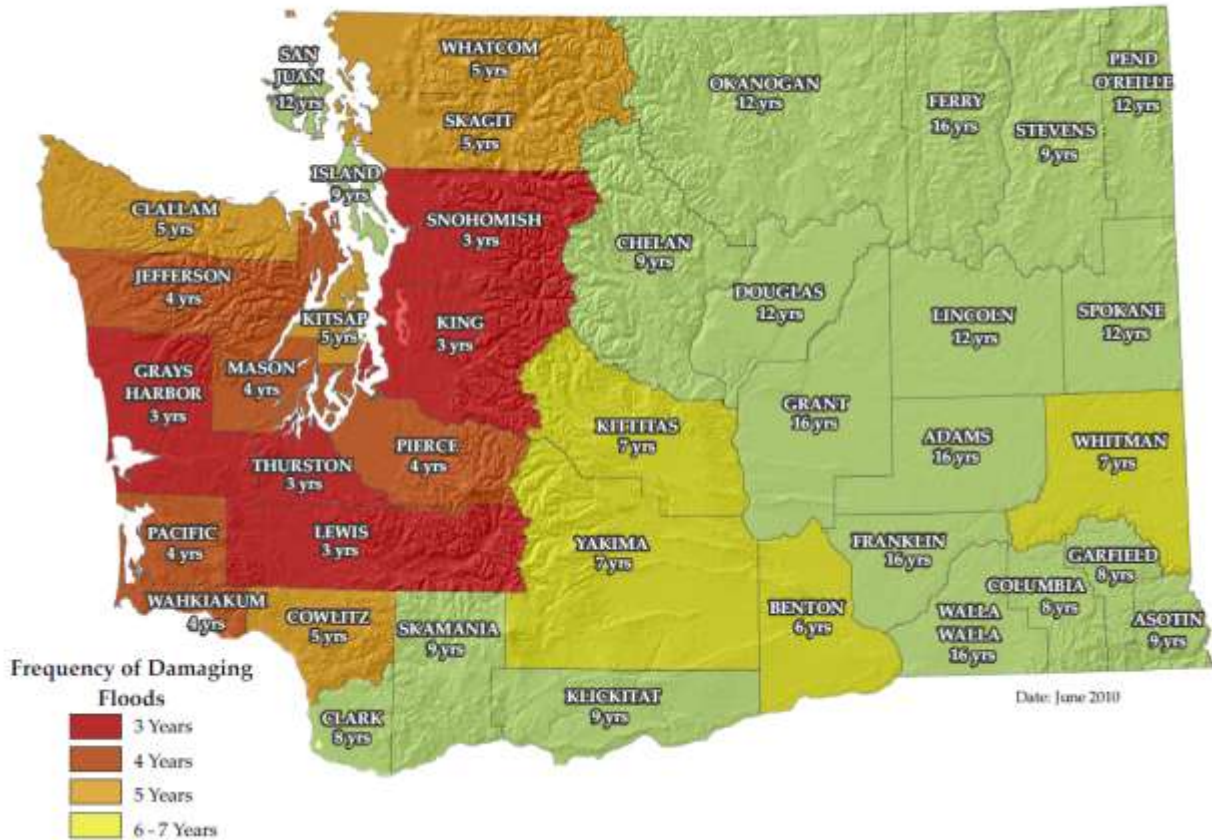 WHATCOM
5 yrs
SAN
JUAN
12 yrs
SKAGIT
5 yrs
OKANOGAN
12 yrs
FERRY
16 yrs
STEVENS
9 yrs
PEND
O'REILLE
12 yrs
ISLAND
9 yrs
CLALLAM
5 yrs
SNOHOMISH
3 yrs
CHELAN
9 yrs
JEFFERSON
4 yrs
DOUGLAS
12 yrs
LINCOLN
12 yrs
SPOKANE
12 yrs
KITSAP
5 yrs
KING
3 yrs
GRAYS
HARBOR
3 yrs
MASON
4 yrs
KITTITAS
7 yrs
GRANT
16 yrs
ADAMS
16 yrs
WHITMAN
7 yrs
PIERCE
4 yrs
THURSTON
3 yrs
PACIFIC
4 yrs
LEWIS
3 yrs
YAKIMA
7 yrs
FRANKLIN
16 yrs
GARFIELD
8 yrs
COLUMBIA
8 yrs
WAHKIAKUM
4 yrs
COWLITZ
5 yrs
SKAMANIA
9 yrs
BENTON
6 yrs
WALLA
WALLA
16 yrs
ASOTIN
9 yrs
KLICKITAT
9 yrs
CLARK
8 yrs
Date: June 2010
Frequency of Damaging
Floods
3 Years
4 Years
5 Years
6 - 7 Years